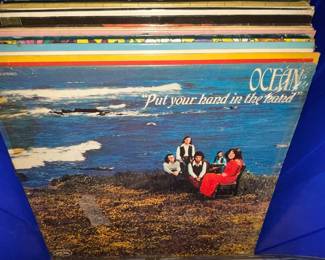 OCEAN
"Put your hand in the hand"